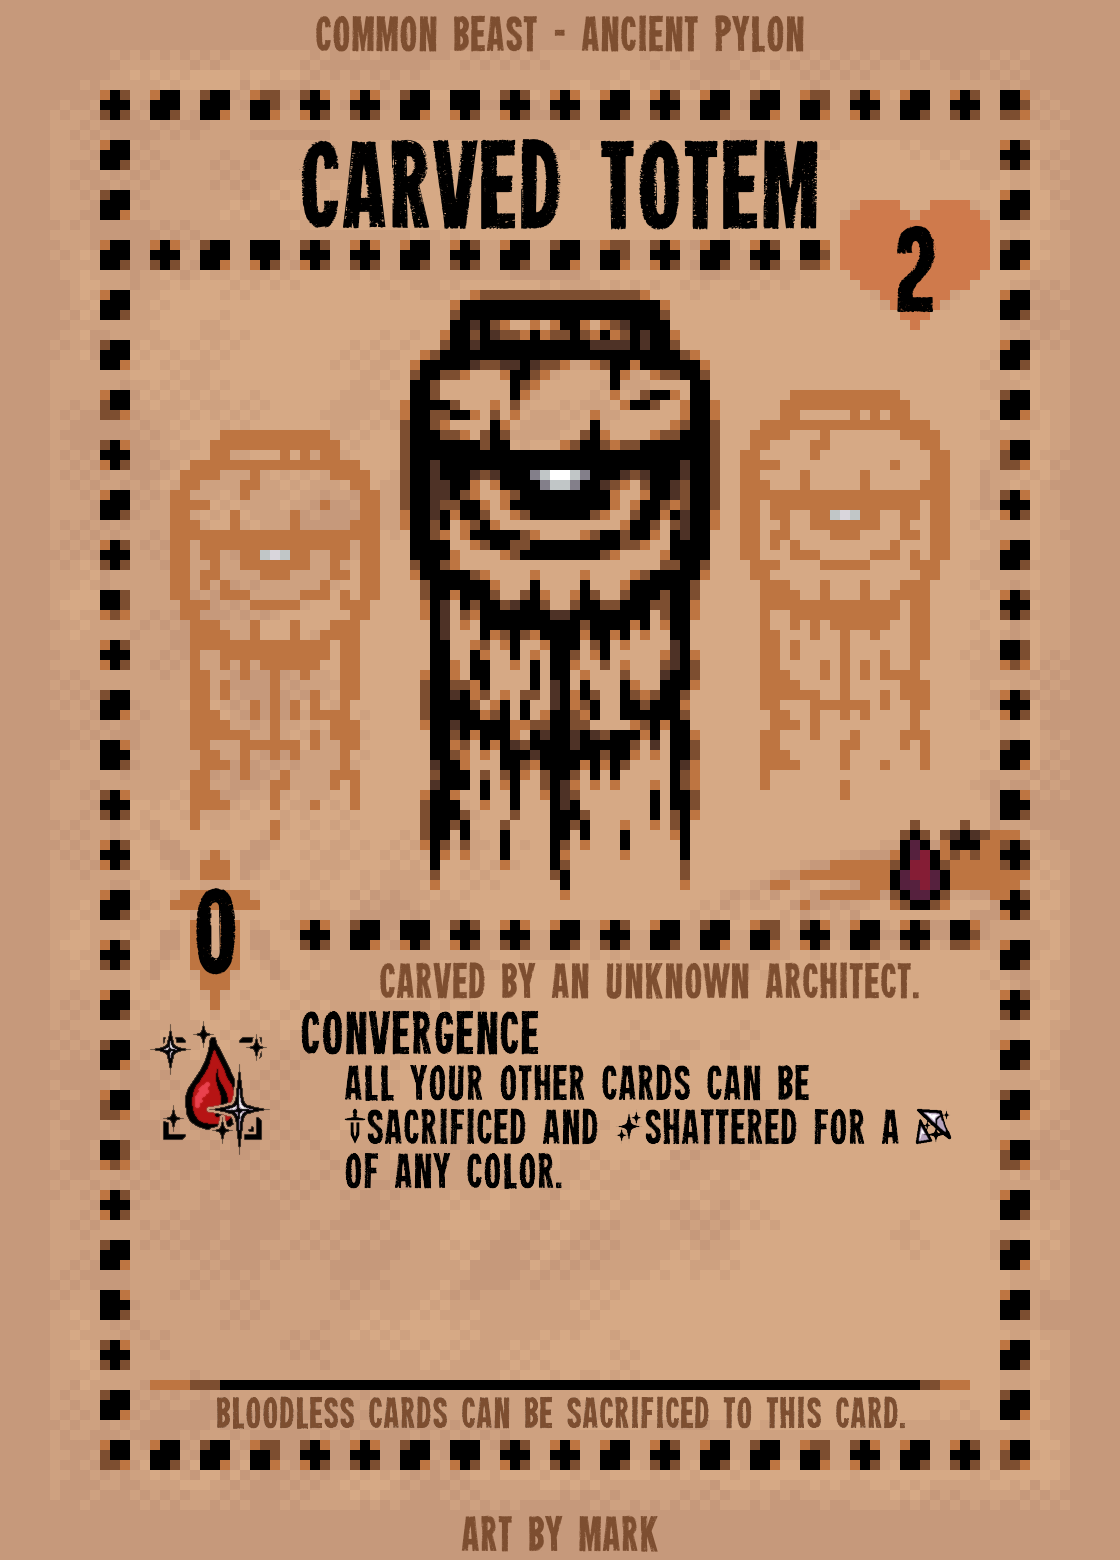 COMMON BEAST - ANCIENT PYLON
CARVED TOTEM
2
0
CARVED BY AN UNKNOWN ARCHITECT.
CONVERGENCE
ALL YOUR OTHER CARDS CAN BE
SACRIFICED AND SHATTERED FOR A
OF ANY COLOR.
BLOODLESS CARDS CAN BE SACRIFICED TO THIS CARD.
ART BY MARK